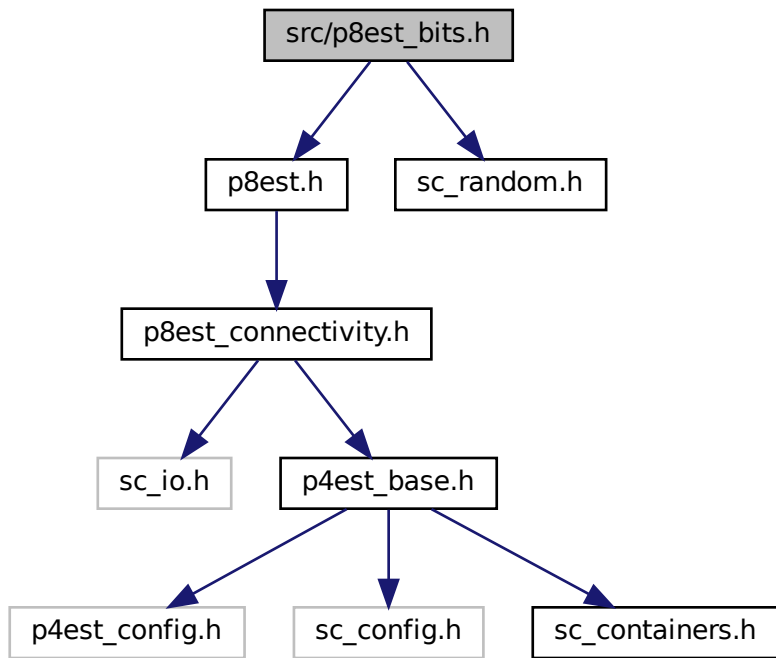 src/p8est_bits.h
p8est.h
sc_random.h
p8est_connectivity.h
sc_io.h
p4est_base.h
p4est_config.h
sc_config.h
sc_containers.h